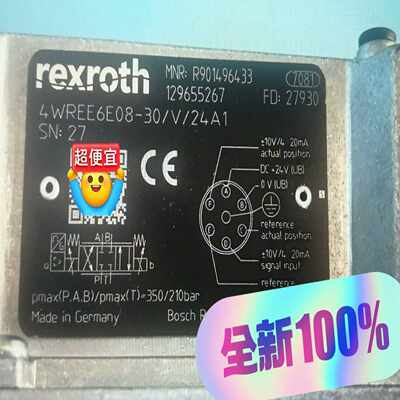 rexroth
MNR: R901496433
7081
129655267
FD: 27930
4WREE6E08-30/V/24A1
SN: 27
超便宜
CE
±10V/4 20mA
actual position
DC +24V (UB)
0 V (UB)
reference
actual position
±10V/4 20mA
signal input
reference
A B
P T
pmax(P,A,B)/pmax(T)=350/210bar
Made in Germany
Bosch R
全新100%